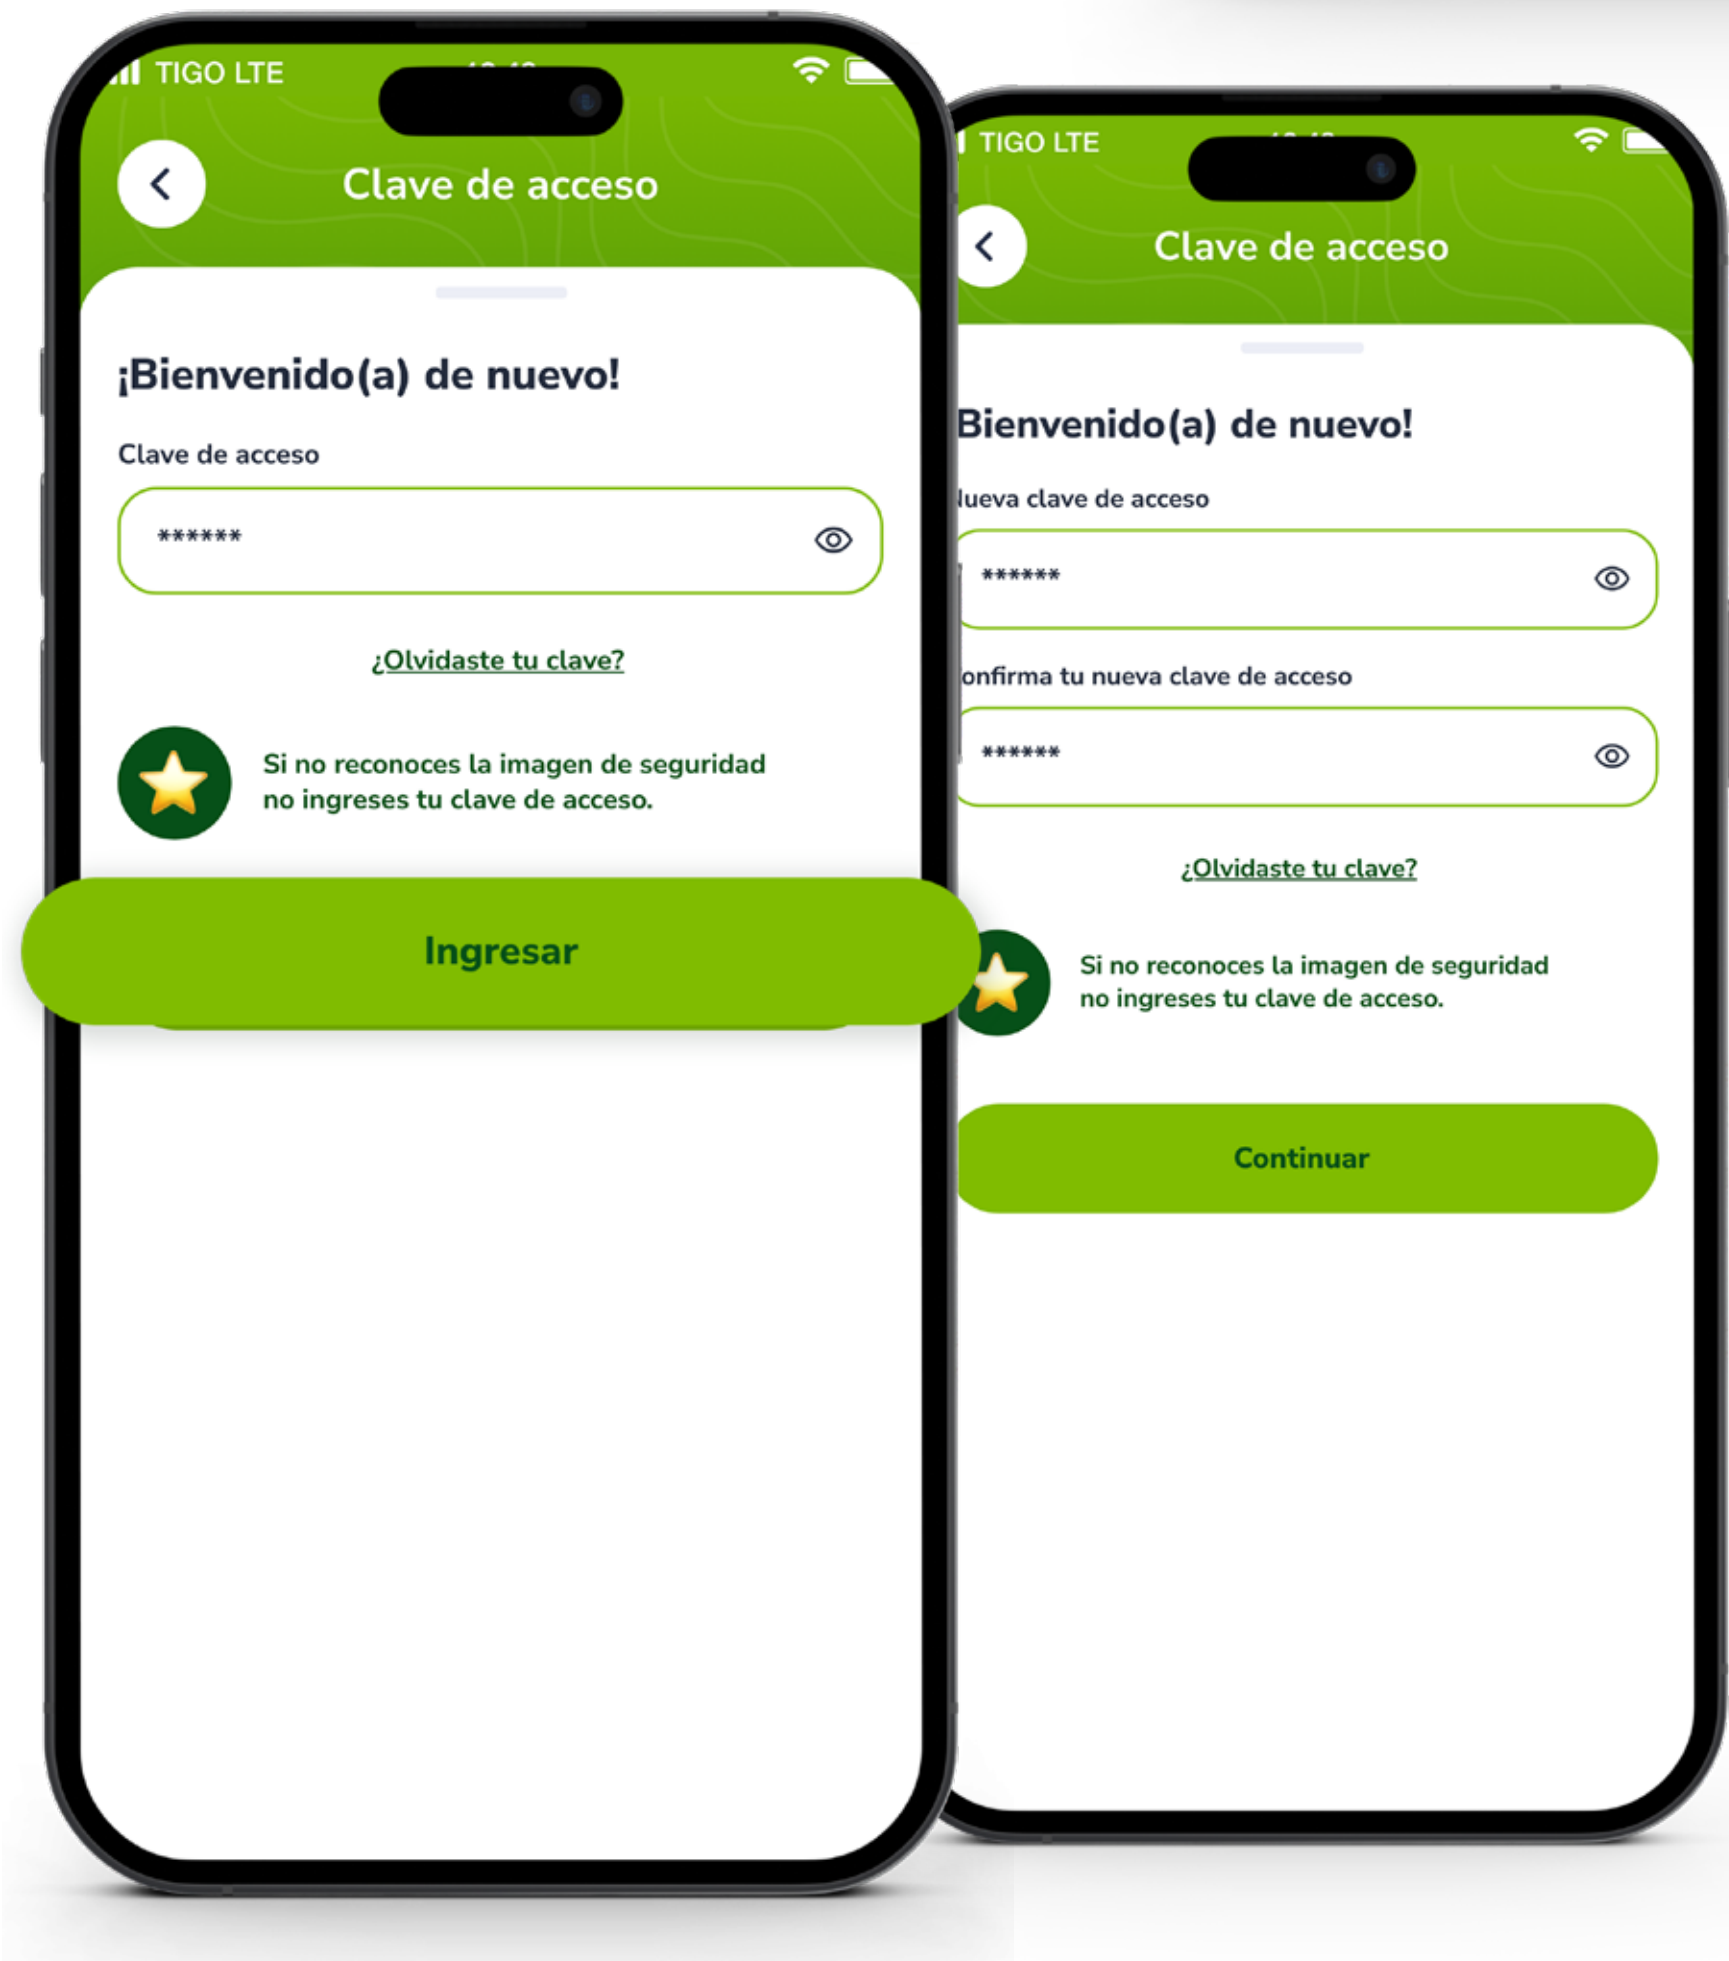 TIGO LTE
Clave de acceso
¡Bienvenido(a) de nuevo!
Clave de acceso
******
¿Olvidaste tu clave?
Si no reconoces la imagen de seguridad
no ingreses tu clave de acceso.
Ingresar
TIGO LTE
Clave de acceso
Bienvenido(a) de nuevo!
ueva clave de acceso
******
onfirma tu nueva clave de acceso
******
¿Olvidaste tu clave?
Si no reconoces la imagen de seguridad
no ingreses tu clave de acceso.
Continuar